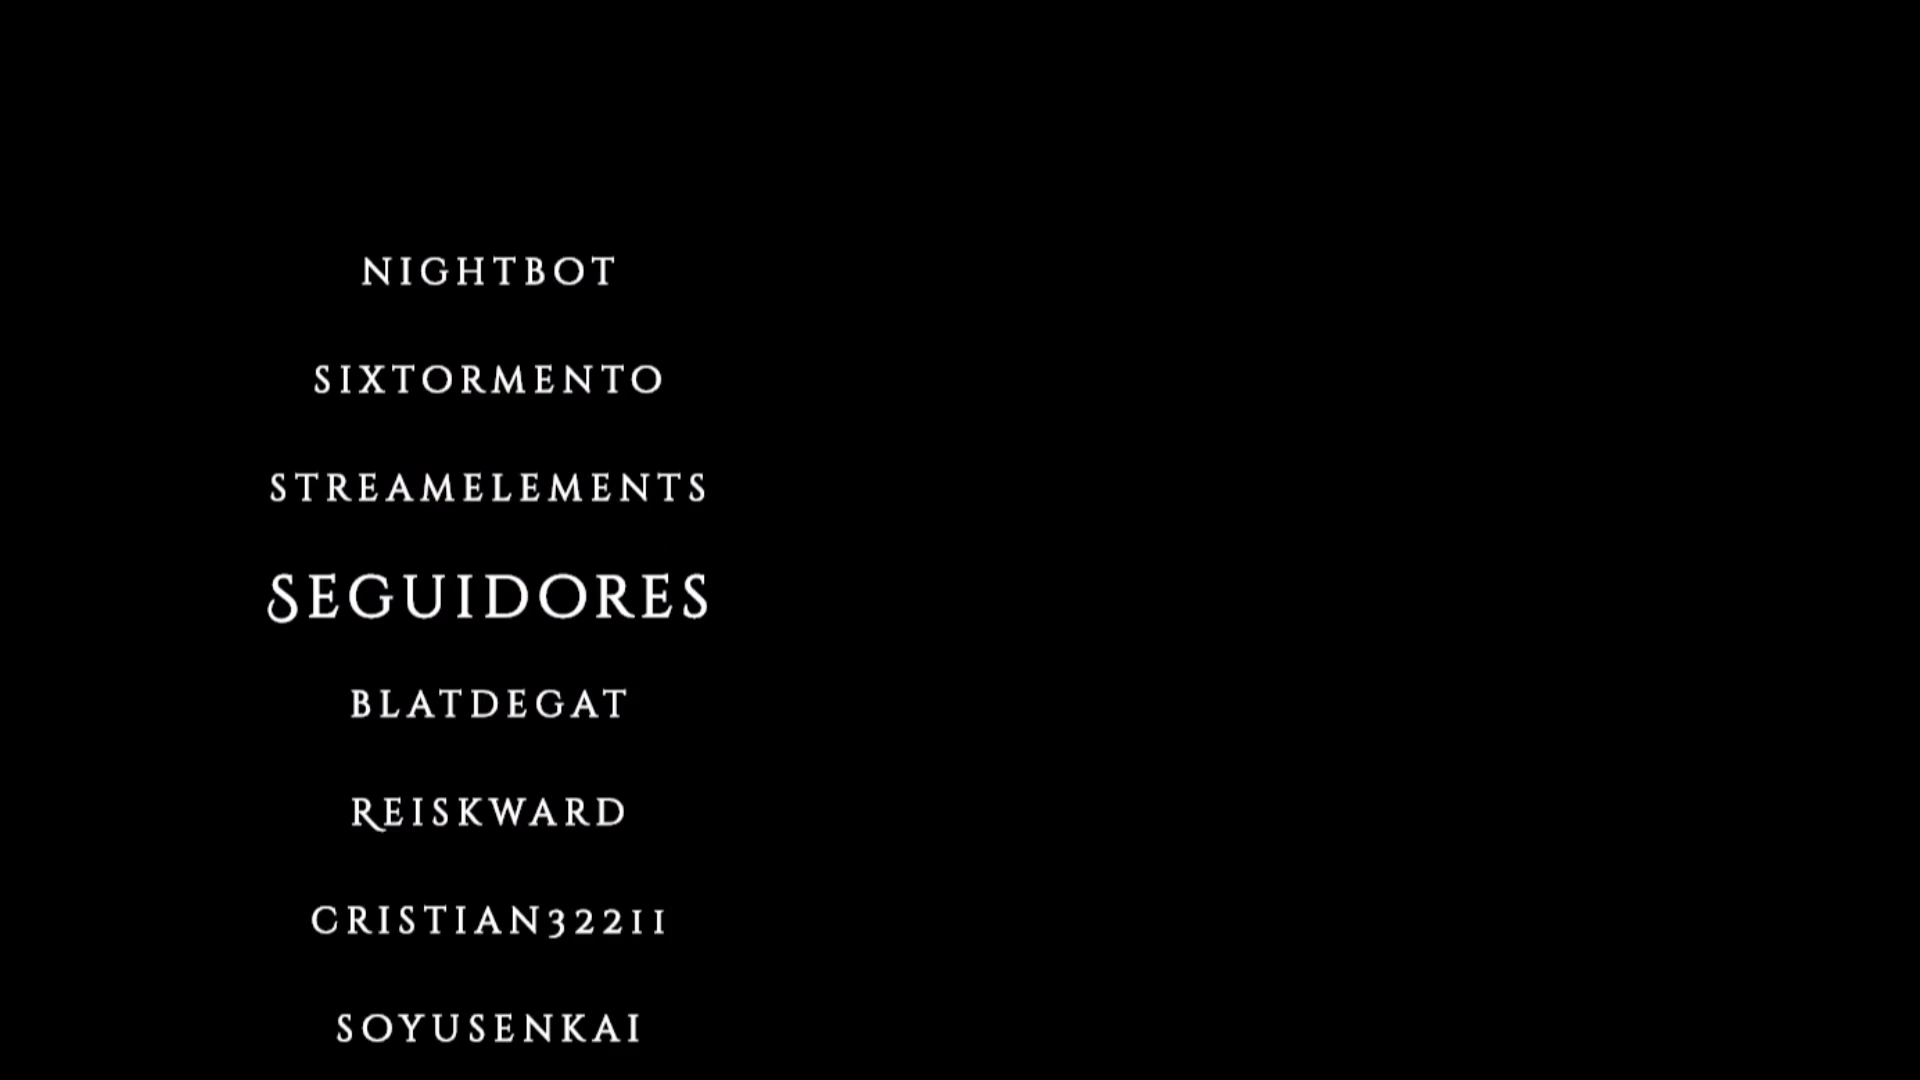 nightbot
sixtormento
streamelements
Seguidores
blatdegat
Reiskward
cristian32211
soyusenkai